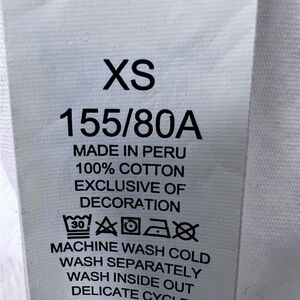 XS
155/80A
MADE IN PERU
100% COTTON
EXCLUSIVE OF
DECORATION
30
MACHINE WASH COLD
WASH SEPARATELY
WASH INSIDE OUT
DELICATE CYCLE